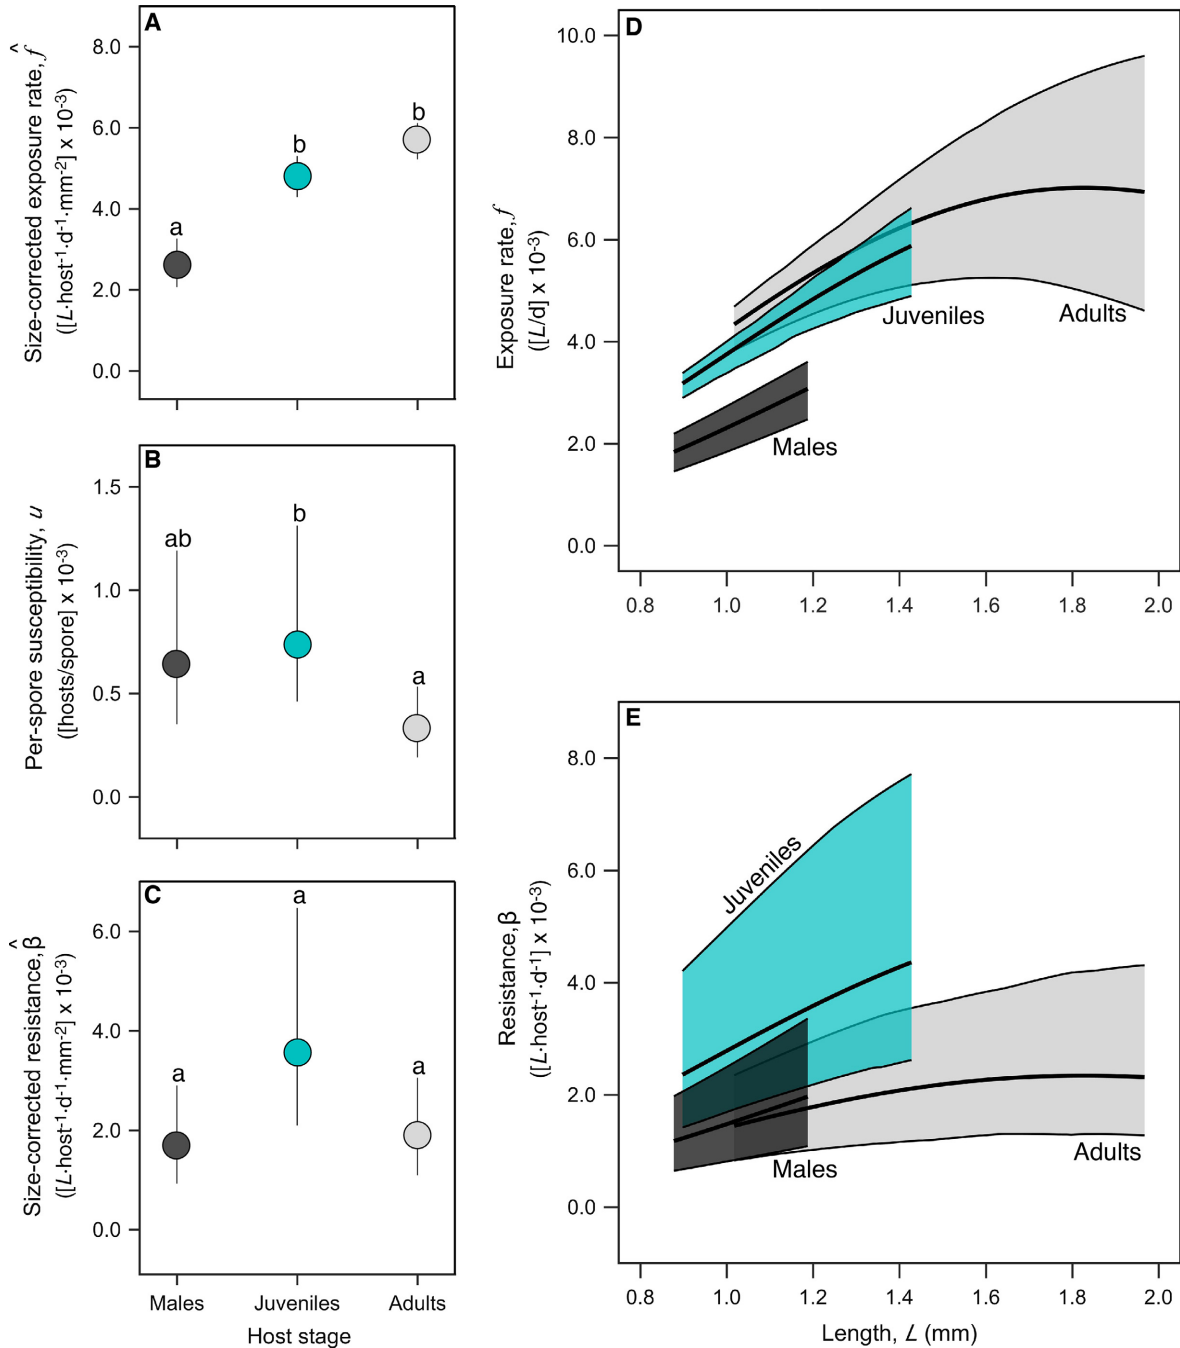 A
Size-corrected exposure rate, f̂
([L·host⁻¹·d⁻¹·mm⁻²] x 10⁻³)
8.0
6.0
4.0
2.0
0.0
a
b
b
B
Per-spore susceptibility, u
([hosts/spore] x 10⁻³)
1.5
1.0
0.5
0.0
ab
b
a
C
Size-corrected resistance, β̂
([L·host⁻¹·d⁻¹·mm⁻²] x 10⁻³)
6.0
4.0
2.0
0.0
a
a
a
Males Juveniles Adults
Host stage
D
Exposure rate, f
([L/d] x 10⁻³)
10.0
8.0
6.0
4.0
2.0
0.0
Juveniles
Adults
Males
0.8 1.0 1.2 1.4 1.6 1.8 2.0
E
Resistance, β
([L·host⁻¹·d⁻¹] x 10⁻³)
8.0
6.0
4.0
2.0
0.0
Juveniles
Males
Adults
0.8 1.0 1.2 1.4 1.6 1.8 2.0
Length, L (mm)